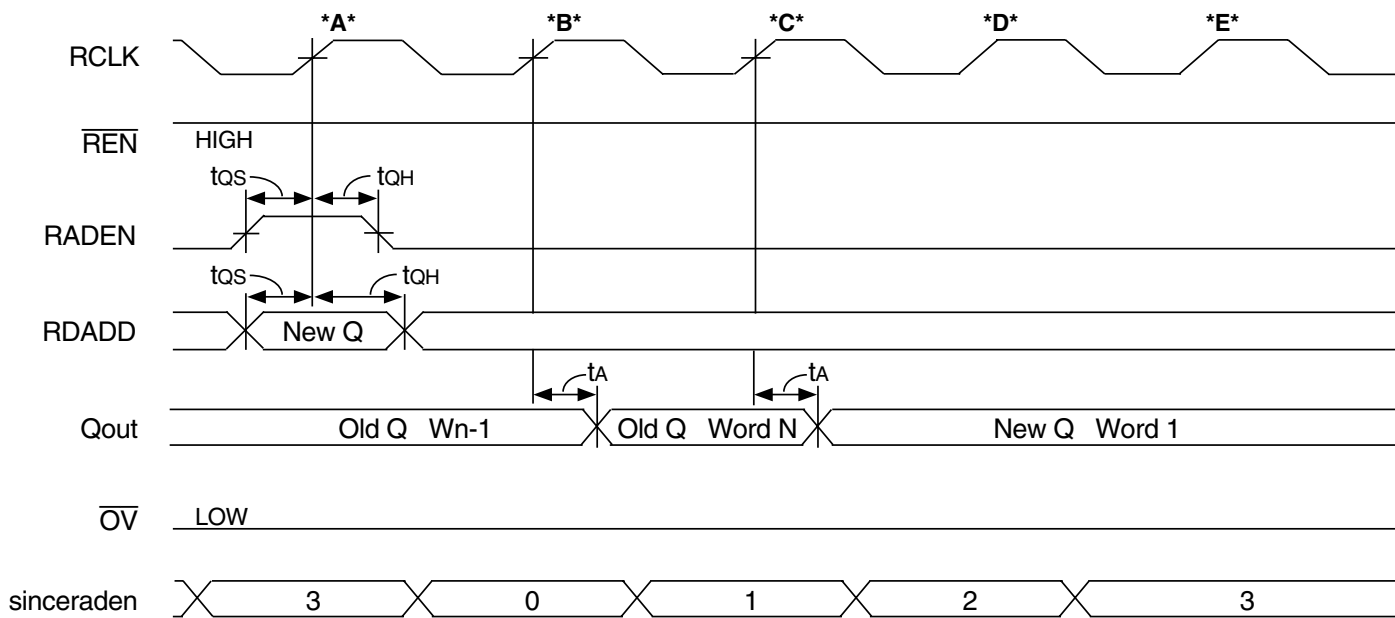 *A* *B* *C* *D* *E*
RCLK
REN HIGH
tQS tQH
RADEN
tQS tQH
RDADD New Q
tA tA
Qout Old Q Wn-1 Old Q Word N New Q Word 1
OV LOW
sinceraden 3 0 1 2 3